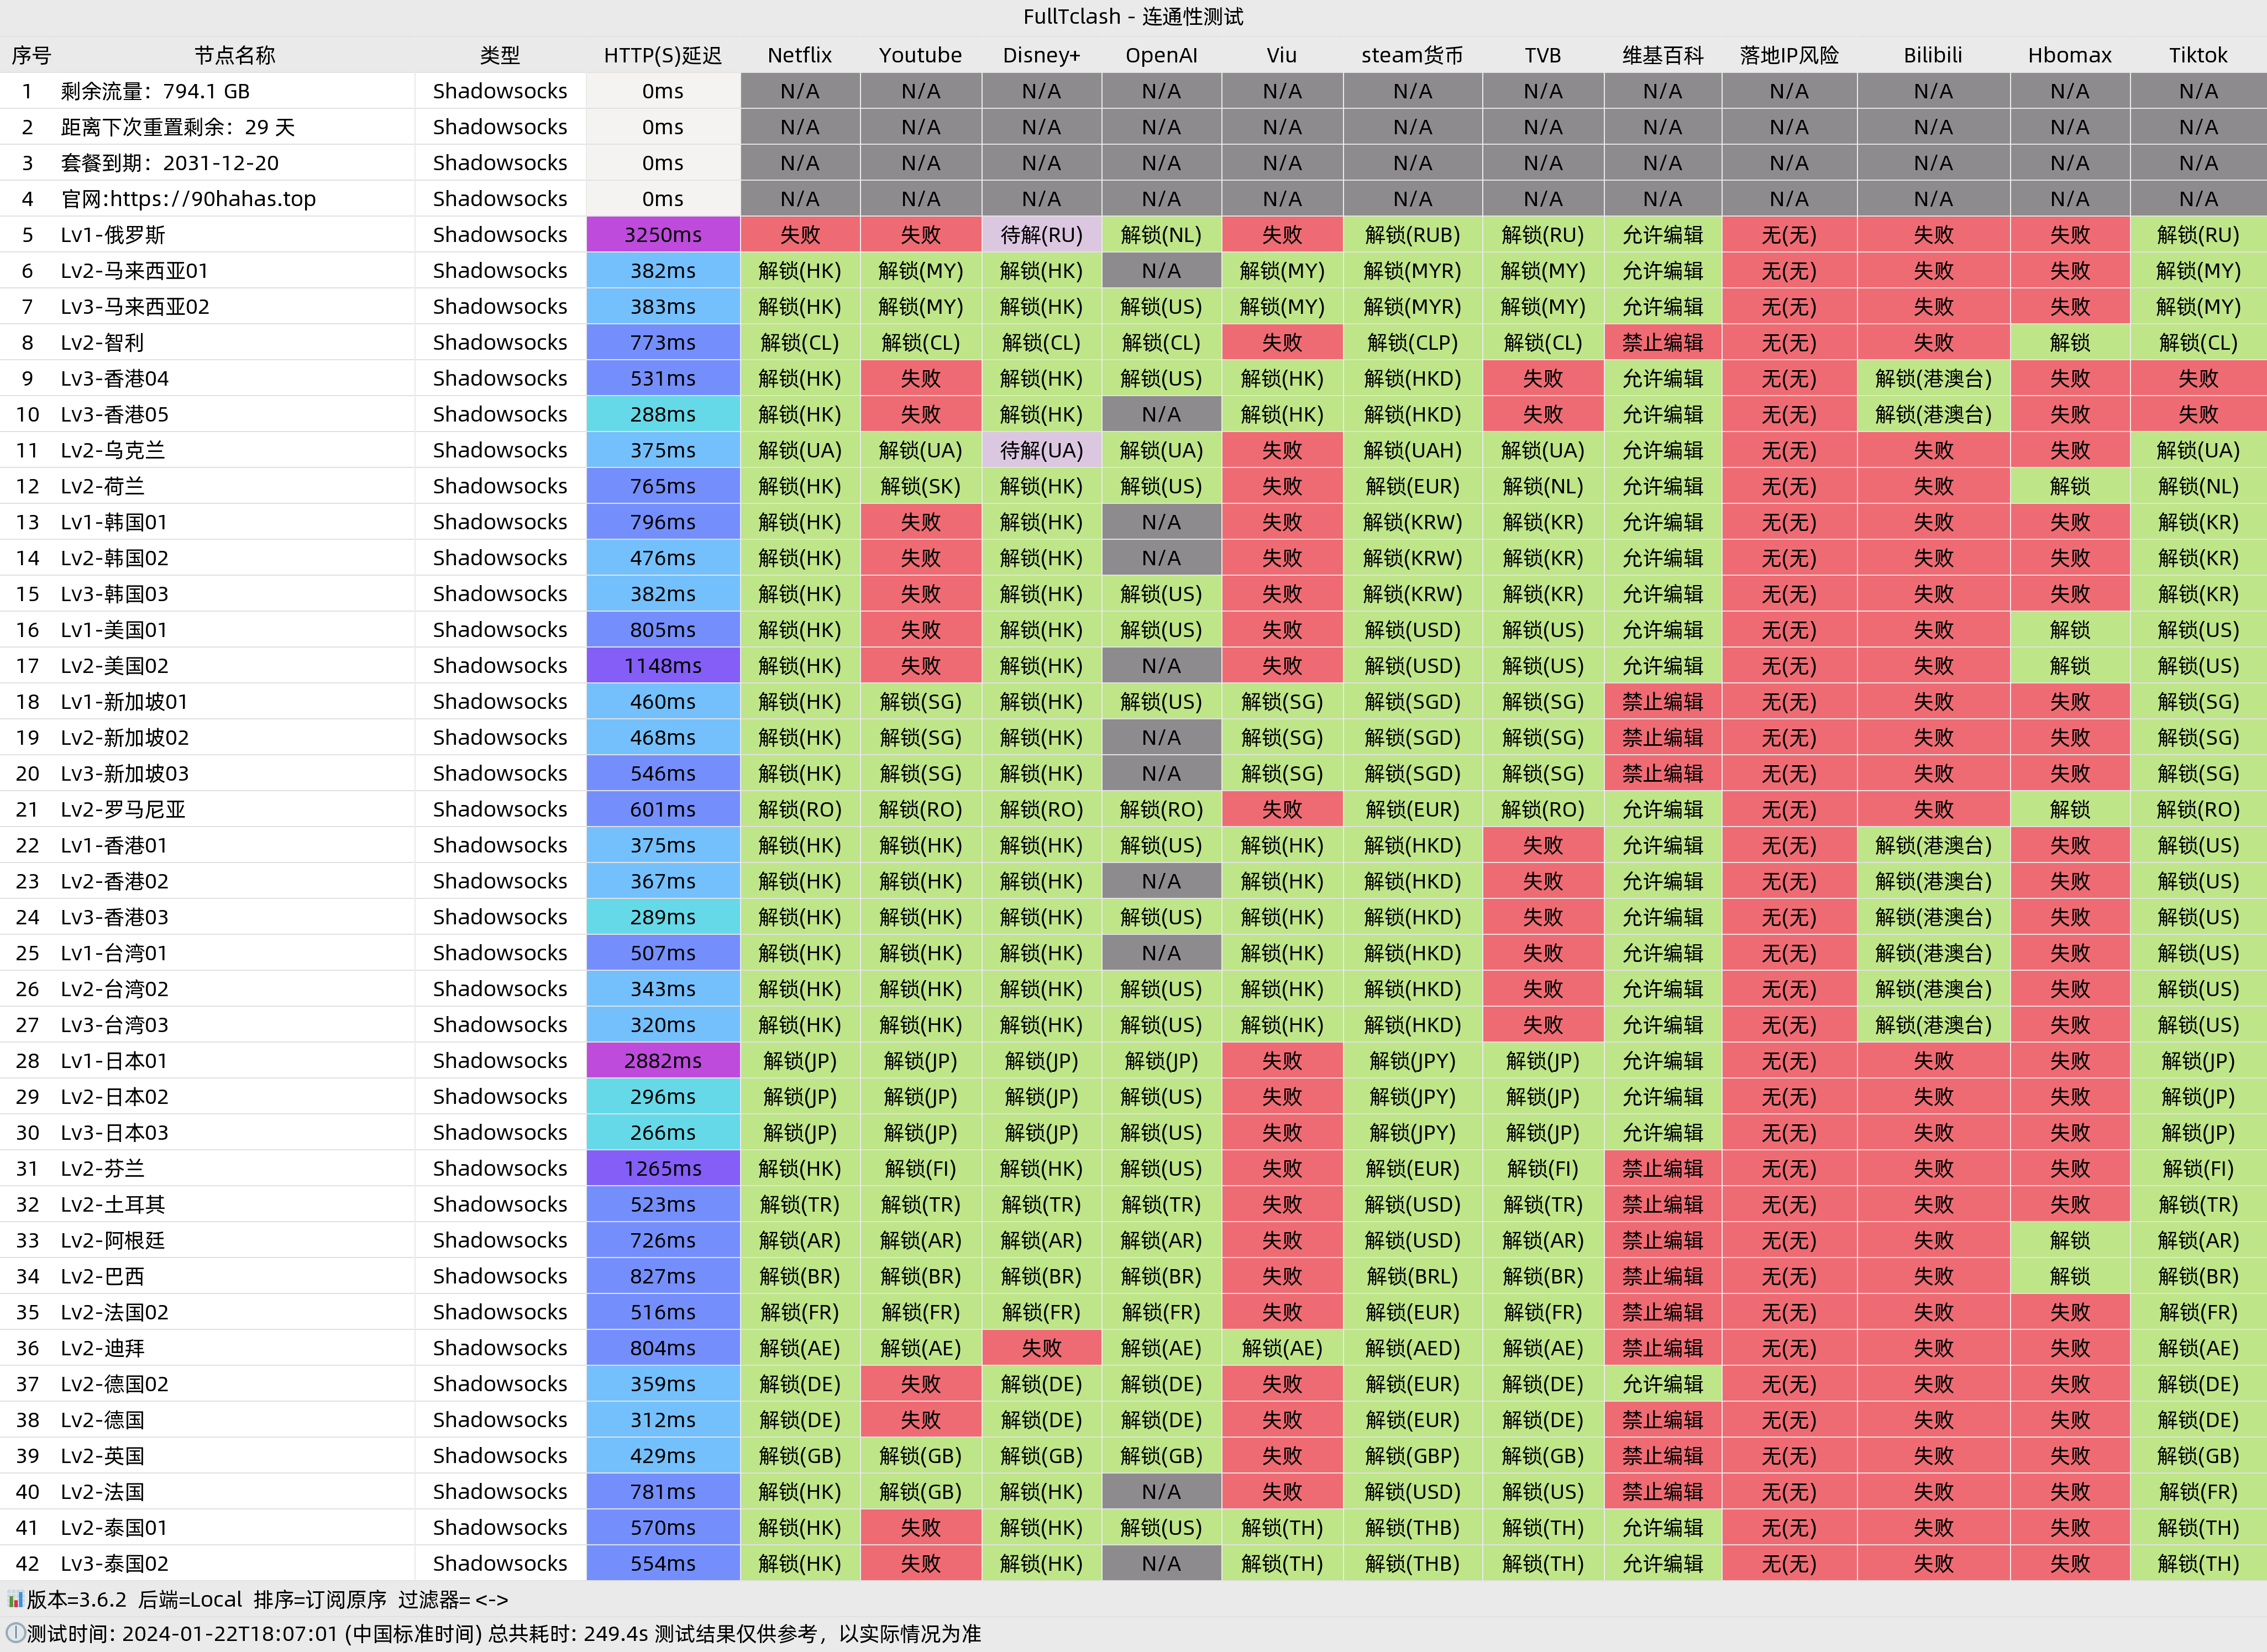 FullTclash - 连通性测试
序号 节点名称 类型 HTTP(S)延迟 Netflix Youtube Disney+ OpenAI Viu steam货币 TVB 维基百科 落地IP风险 Bilibili Hbomax Tiktok
1 剩余流量：794.1 GB Shadowsocks 0ms N/A N/A N/A N/A N/A N/A N/A N/A N/A N/A N/A N/A
2 距离下次重置剩余：29 天 Shadowsocks 0ms N/A N/A N/A N/A N/A N/A N/A N/A N/A N/A N/A N/A
3 套餐到期：2031-12-20 Shadowsocks 0ms N/A N/A N/A N/A N/A N/A N/A N/A N/A N/A N/A N/A
4 官网:https://90hahas.top Shadowsocks 0ms N/A N/A N/A N/A N/A N/A N/A N/A N/A N/A N/A N/A
5 Lv1-俄罗斯 Shadowsocks 3250ms 失败 失败 待解(RU) 解锁(NL) 失败 解锁(RUB) 解锁(RU) 允许编辑 无(无) 失败 失败 解锁(RU)
6 Lv2-马来西亚01 Shadowsocks 382ms 解锁(HK) 解锁(MY) 解锁(HK) N/A 解锁(MY) 解锁(MYR) 解锁(MY) 允许编辑 无(无) 失败 失败 解锁(MY)
7 Lv3-马来西亚02 Shadowsocks 383ms 解锁(HK) 解锁(MY) 解锁(HK) 解锁(US) 解锁(MY) 解锁(MYR) 解锁(MY) 允许编辑 无(无) 失败 失败 解锁(MY)
8 Lv2-智利 Shadowsocks 773ms 解锁(CL) 解锁(CL) 解锁(CL) 解锁(CL) 失败 解锁(CLP) 解锁(CL) 禁止编辑 无(无) 失败 解锁 解锁(CL)
9 Lv3-香港04 Shadowsocks 531ms 解锁(HK) 失败 解锁(HK) 解锁(US) 解锁(HK) 解锁(HKD) 失败 允许编辑 无(无) 解锁(港澳台) 失败 失败
10 Lv3-香港05 Shadowsocks 288ms 解锁(HK) 失败 解锁(HK) N/A 解锁(HK) 解锁(HKD) 失败 允许编辑 无(无) 解锁(港澳台) 失败 失败
11 Lv2-乌克兰 Shadowsocks 375ms 解锁(UA) 解锁(UA) 待解(UA) 解锁(UA) 失败 解锁(UAH) 解锁(UA) 允许编辑 无(无) 失败 失败 解锁(UA)
12 Lv2-荷兰 Shadowsocks 765ms 解锁(HK) 解锁(SK) 解锁(HK) 解锁(US) 失败 解锁(EUR) 解锁(NL) 允许编辑 无(无) 失败 解锁 解锁(NL)
13 Lv1-韩国01 Shadowsocks 796ms 解锁(HK) 失败 解锁(HK) N/A 失败 解锁(KRW) 解锁(KR) 允许编辑 无(无) 失败 失败 解锁(KR)
14 Lv2-韩国02 Shadowsocks 476ms 解锁(HK) 失败 解锁(HK) N/A 失败 解锁(KRW) 解锁(KR) 允许编辑 无(无) 失败 失败 解锁(KR)
15 Lv3-韩国03 Shadowsocks 382ms 解锁(HK) 失败 解锁(HK) 解锁(US) 失败 解锁(KRW) 解锁(KR) 允许编辑 无(无) 失败 失败 解锁(KR)
16 Lv1-美国01 Shadowsocks 805ms 解锁(HK) 失败 解锁(HK) 解锁(US) 失败 解锁(USD) 解锁(US) 允许编辑 无(无) 失败 解锁 解锁(US)
17 Lv2-美国02 Shadowsocks 1148ms 解锁(HK) 失败 解锁(HK) N/A 失败 解锁(USD) 解锁(US) 允许编辑 无(无) 失败 解锁 解锁(US)
18 Lv1-新加坡01 Shadowsocks 460ms 解锁(HK) 解锁(SG) 解锁(HK) 解锁(US) 解锁(SG) 解锁(SGD) 解锁(SG) 禁止编辑 无(无) 失败 失败 解锁(SG)
19 Lv2-新加坡02 Shadowsocks 468ms 解锁(HK) 解锁(SG) 解锁(HK) N/A 解锁(SG) 解锁(SGD) 解锁(SG) 禁止编辑 无(无) 失败 失败 解锁(SG)
20 Lv3-新加坡03 Shadowsocks 546ms 解锁(HK) 解锁(SG) 解锁(HK) N/A 解锁(SG) 解锁(SGD) 解锁(SG) 禁止编辑 无(无) 失败 失败 解锁(SG)
21 Lv2-罗马尼亚 Shadowsocks 601ms 解锁(RO) 解锁(RO) 解锁(RO) 解锁(RO) 失败 解锁(EUR) 解锁(RO) 允许编辑 无(无) 失败 解锁 解锁(RO)
22 Lv1-香港01 Shadowsocks 375ms 解锁(HK) 解锁(HK) 解锁(HK) 解锁(US) 解锁(HK) 解锁(HKD) 失败 允许编辑 无(无) 解锁(港澳台) 失败 解锁(US)
23 Lv2-香港02 Shadowsocks 367ms 解锁(HK) 解锁(HK) 解锁(HK) N/A 解锁(HK) 解锁(HKD) 失败 允许编辑 无(无) 解锁(港澳台) 失败 解锁(US)
24 Lv3-香港03 Shadowsocks 289ms 解锁(HK) 解锁(HK) 解锁(HK) 解锁(US) 解锁(HK) 解锁(HKD) 失败 允许编辑 无(无) 解锁(港澳台) 失败 解锁(US)
25 Lv1-台湾01 Shadowsocks 507ms 解锁(HK) 解锁(HK) 解锁(HK) N/A 解锁(HK) 解锁(HKD) 失败 允许编辑 无(无) 解锁(港澳台) 失败 解锁(US)
26 Lv2-台湾02 Shadowsocks 343ms 解锁(HK) 解锁(HK) 解锁(HK) 解锁(US) 解锁(HK) 解锁(HKD) 失败 允许编辑 无(无) 解锁(港澳台) 失败 解锁(US)
27 Lv3-台湾03 Shadowsocks 320ms 解锁(HK) 解锁(HK) 解锁(HK) 解锁(US) 解锁(HK) 解锁(HKD) 失败 允许编辑 无(无) 解锁(港澳台) 失败 解锁(US)
28 Lv1-日本01 Shadowsocks 2882ms 解锁(JP) 解锁(JP) 解锁(JP) 解锁(JP) 失败 解锁(JPY) 解锁(JP) 允许编辑 无(无) 失败 失败 解锁(JP)
29 Lv2-日本02 Shadowsocks 296ms 解锁(JP) 解锁(JP) 解锁(JP) 解锁(US) 失败 解锁(JPY) 解锁(JP) 允许编辑 无(无) 失败 失败 解锁(JP)
30 Lv3-日本03 Shadowsocks 266ms 解锁(JP) 解锁(JP) 解锁(JP) 解锁(US) 失败 解锁(JPY) 解锁(JP) 允许编辑 无(无) 失败 失败 解锁(JP)
31 Lv2-芬兰 Shadowsocks 1265ms 解锁(HK) 解锁(FI) 解锁(HK) 解锁(US) 失败 解锁(EUR) 解锁(FI) 禁止编辑 无(无) 失败 失败 解锁(FI)
32 Lv2-土耳其 Shadowsocks 523ms 解锁(TR) 解锁(TR) 解锁(TR) 解锁(TR) 失败 解锁(USD) 解锁(TR) 禁止编辑 无(无) 失败 失败 解锁(TR)
33 Lv2-阿根廷 Shadowsocks 726ms 解锁(AR) 解锁(AR) 解锁(AR) 解锁(AR) 失败 解锁(USD) 解锁(AR) 禁止编辑 无(无) 失败 解锁 解锁(AR)
34 Lv2-巴西 Shadowsocks 827ms 解锁(BR) 解锁(BR) 解锁(BR) 解锁(BR) 失败 解锁(BRL) 解锁(BR) 禁止编辑 无(无) 失败 解锁 解锁(BR)
35 Lv2-法国02 Shadowsocks 516ms 解锁(FR) 解锁(FR) 解锁(FR) 解锁(FR) 失败 解锁(EUR) 解锁(FR) 禁止编辑 无(无) 失败 失败 解锁(FR)
36 Lv2-迪拜 Shadowsocks 804ms 解锁(AE) 解锁(AE) 失败 解锁(AE) 解锁(AE) 解锁(AED) 解锁(AE) 禁止编辑 无(无) 失败 失败 解锁(AE)
37 Lv2-德国02 Shadowsocks 359ms 解锁(DE) 失败 解锁(DE) 解锁(DE) 失败 解锁(EUR) 解锁(DE) 允许编辑 无(无) 失败 失败 解锁(DE)
38 Lv2-德国 Shadowsocks 312ms 解锁(DE) 失败 解锁(DE) 解锁(DE) 失败 解锁(EUR) 解锁(DE) 禁止编辑 无(无) 失败 失败 解锁(DE)
39 Lv2-英国 Shadowsocks 429ms 解锁(GB) 解锁(GB) 解锁(GB) 解锁(GB) 失败 解锁(GBP) 解锁(GB) 禁止编辑 无(无) 失败 失败 解锁(GB)
40 Lv2-法国 Shadowsocks 781ms 解锁(HK) 解锁(GB) 解锁(HK) N/A 失败 解锁(USD) 解锁(US) 禁止编辑 无(无) 失败 失败 解锁(FR)
41 Lv2-泰国01 Shadowsocks 570ms 解锁(HK) 失败 解锁(HK) 解锁(US) 解锁(TH) 解锁(THB) 解锁(TH) 允许编辑 无(无) 失败 失败 解锁(TH)
42 Lv3-泰国02 Shadowsocks 554ms 解锁(HK) 失败 解锁(HK) N/A 解锁(TH) 解锁(THB) 解锁(TH) 允许编辑 无(无) 失败 失败 解锁(TH)
版本=3.6.2 后端=Local 排序=订阅原序 过滤器= <->
测试时间: 2024-01-22T18:07:01 (中国标准时间) 总共耗时: 249.4s 测试结果仅供参考，以实际情况为准